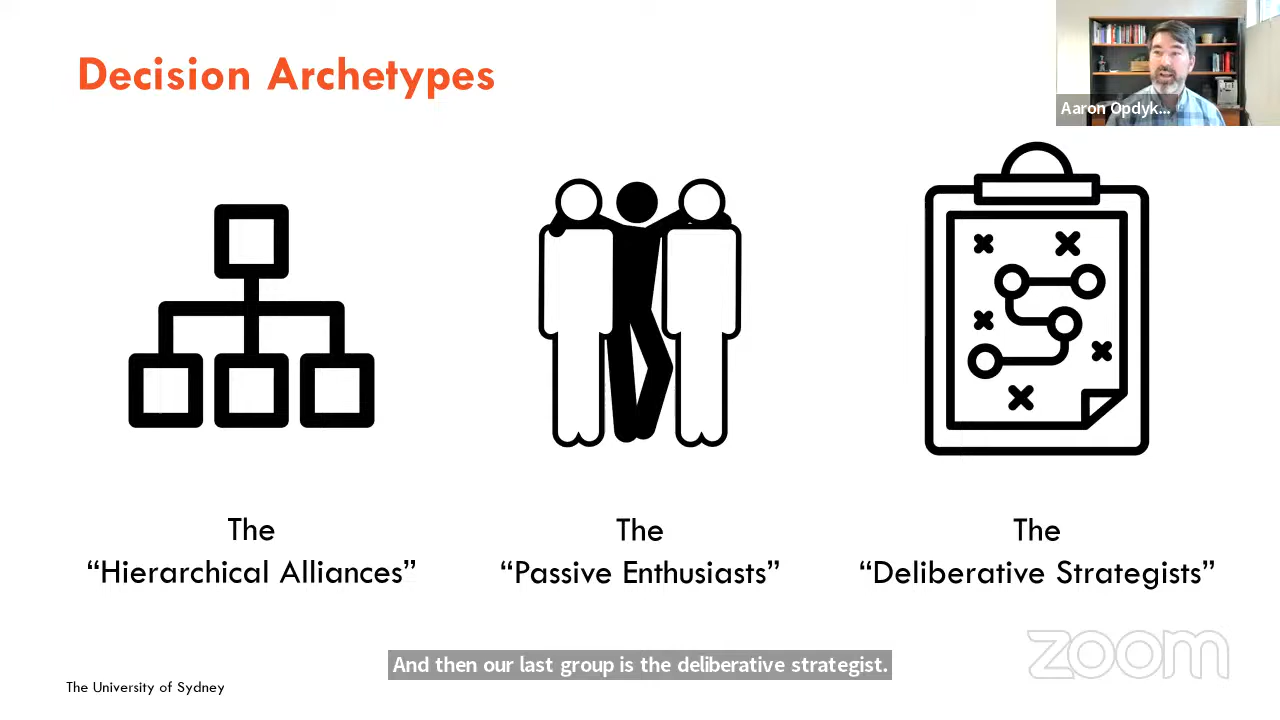 Decision Archetypes
Aaron Opdyk...
The
“Hierarchical Alliances”
The
“Passive Enthusiasts”
The
“Deliberative Strategists”
zoom
And then our last group is the deliberative strategist.
The University of Sydney